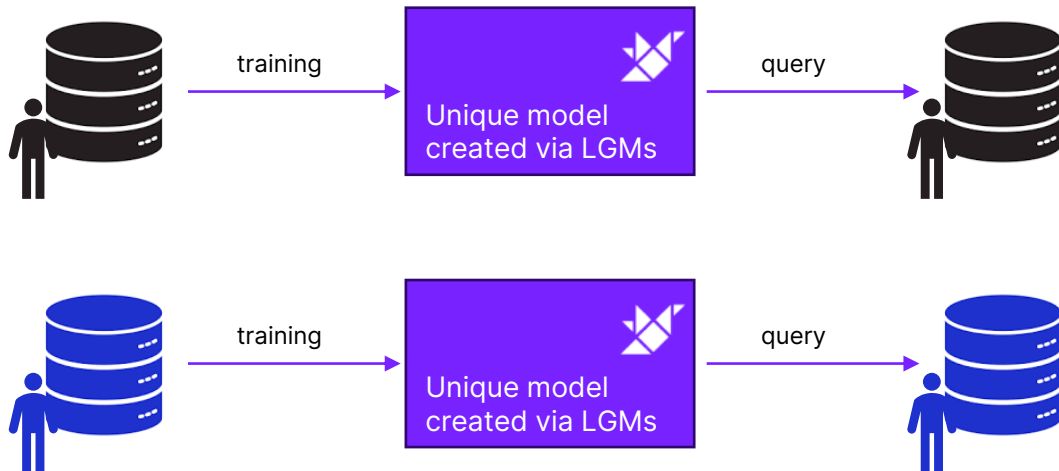 training
query
Unique model
created via LGMs
training
query
Unique model
created via LGMs